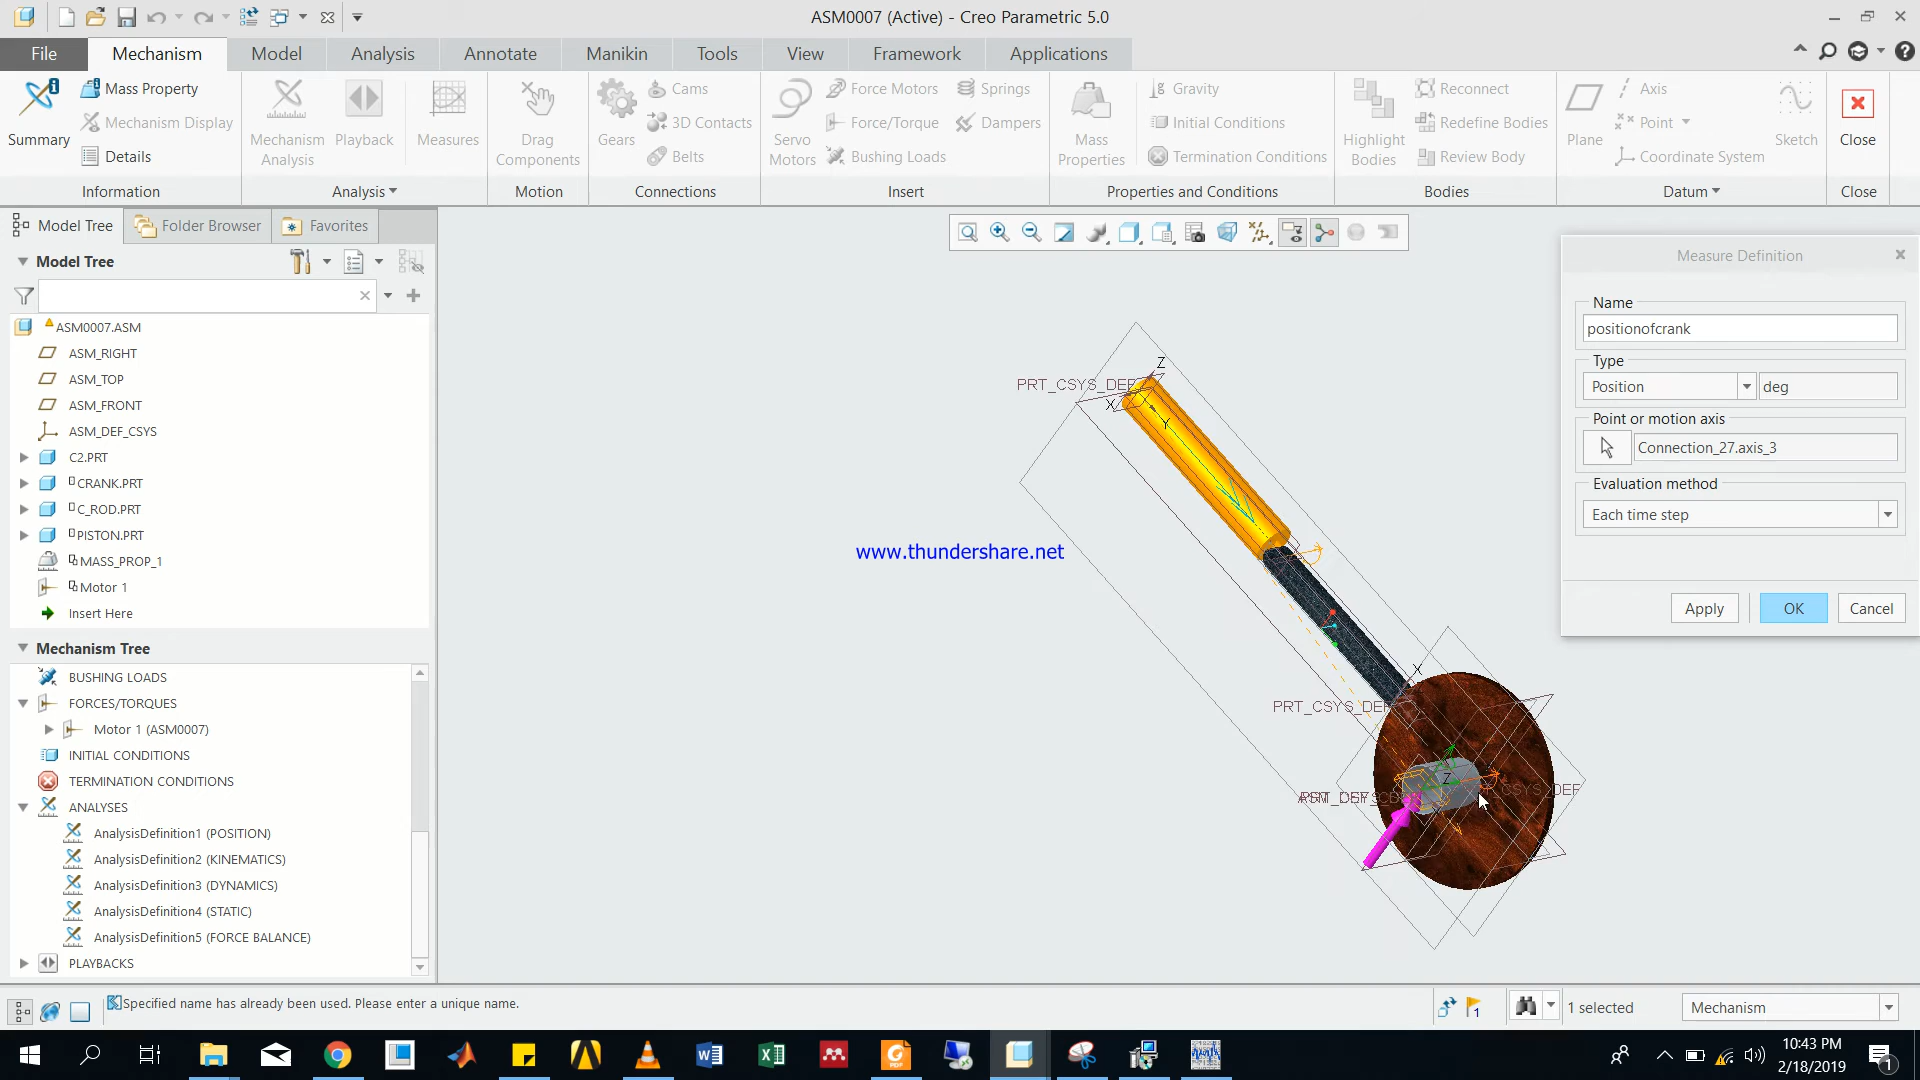 ASM0007 (Active) - Creo Parametric 5.0
File
Mechanism
Model
Analysis
Annotate
Manikin
Tools
View
Framework
Applications
Summary
Mass Property
Mechanism Display
Details
Information
Mechanism Analysis
Playback
Measures
Analysis
Drag Components
Motion
Gears
Cams
3D Contacts
Belts
Connections
Servo Motors
Force Motors
Force/Torque
Bushing Loads
Springs
Dampers
Insert
Mass Properties
Gravity
Initial Conditions
Termination Conditions
Properties and Conditions
Highlight Bodies
Reconnect
Redefine Bodies
Review Body
Bodies
Plane
Axis
Point
Coordinate System
Sketch
Datum
Close
Close
Model Tree
Folder Browser
Favorites
Model Tree
ASM0007.ASM
ASM_RIGHT
ASM_TOP
ASM_FRONT
ASM_DEF_CSYS
C2.PRT
CRANK.PRT
C_ROD.PRT
PISTON.PRT
MASS_PROP_1
Motor 1
Insert Here
Mechanism Tree
BUSHING LOADS
FORCES/TORQUES
Motor 1 (ASM0007)
INITIAL CONDITIONS
TERMINATION CONDITIONS
ANALYSES
AnalysisDefinition1 (POSITION)
AnalysisDefinition2 (KINEMATICS)
AnalysisDefinition3 (DYNAMICS)
AnalysisDefinition4 (STATIC)
AnalysisDefinition5 (FORCE BALANCE)
PLAYBACKS
Z
PRT_CSYS_DEF
X
Y
www.thundershare.net
X
PRT_CSYS_DEF
Z
Measure Definition
Name
positionofcrank
Type
Position
deg
Point or motion axis
Connection_27.axis_3
Evaluation method
Each time step
Apply
OK
Cancel
Specified name has already been used. Please enter a unique name.
1
1 selected
Mechanism
10:43 PM
2/18/2019
1